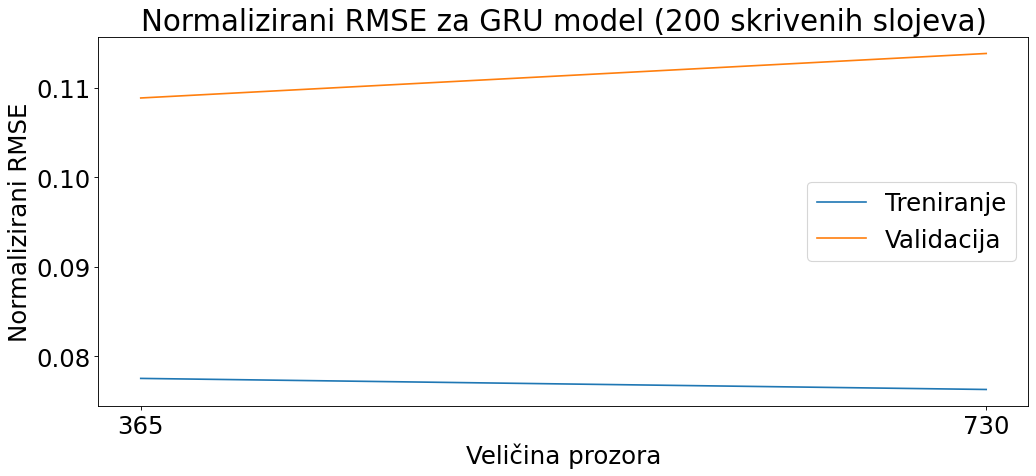 Normalizirani RMSE za GRU model (200 skrivenih slojeva)
Normalizirani RMSE
0.11
0.10
0.09
0.08
Treniranje
Validacija
365
730
Veličina prozora